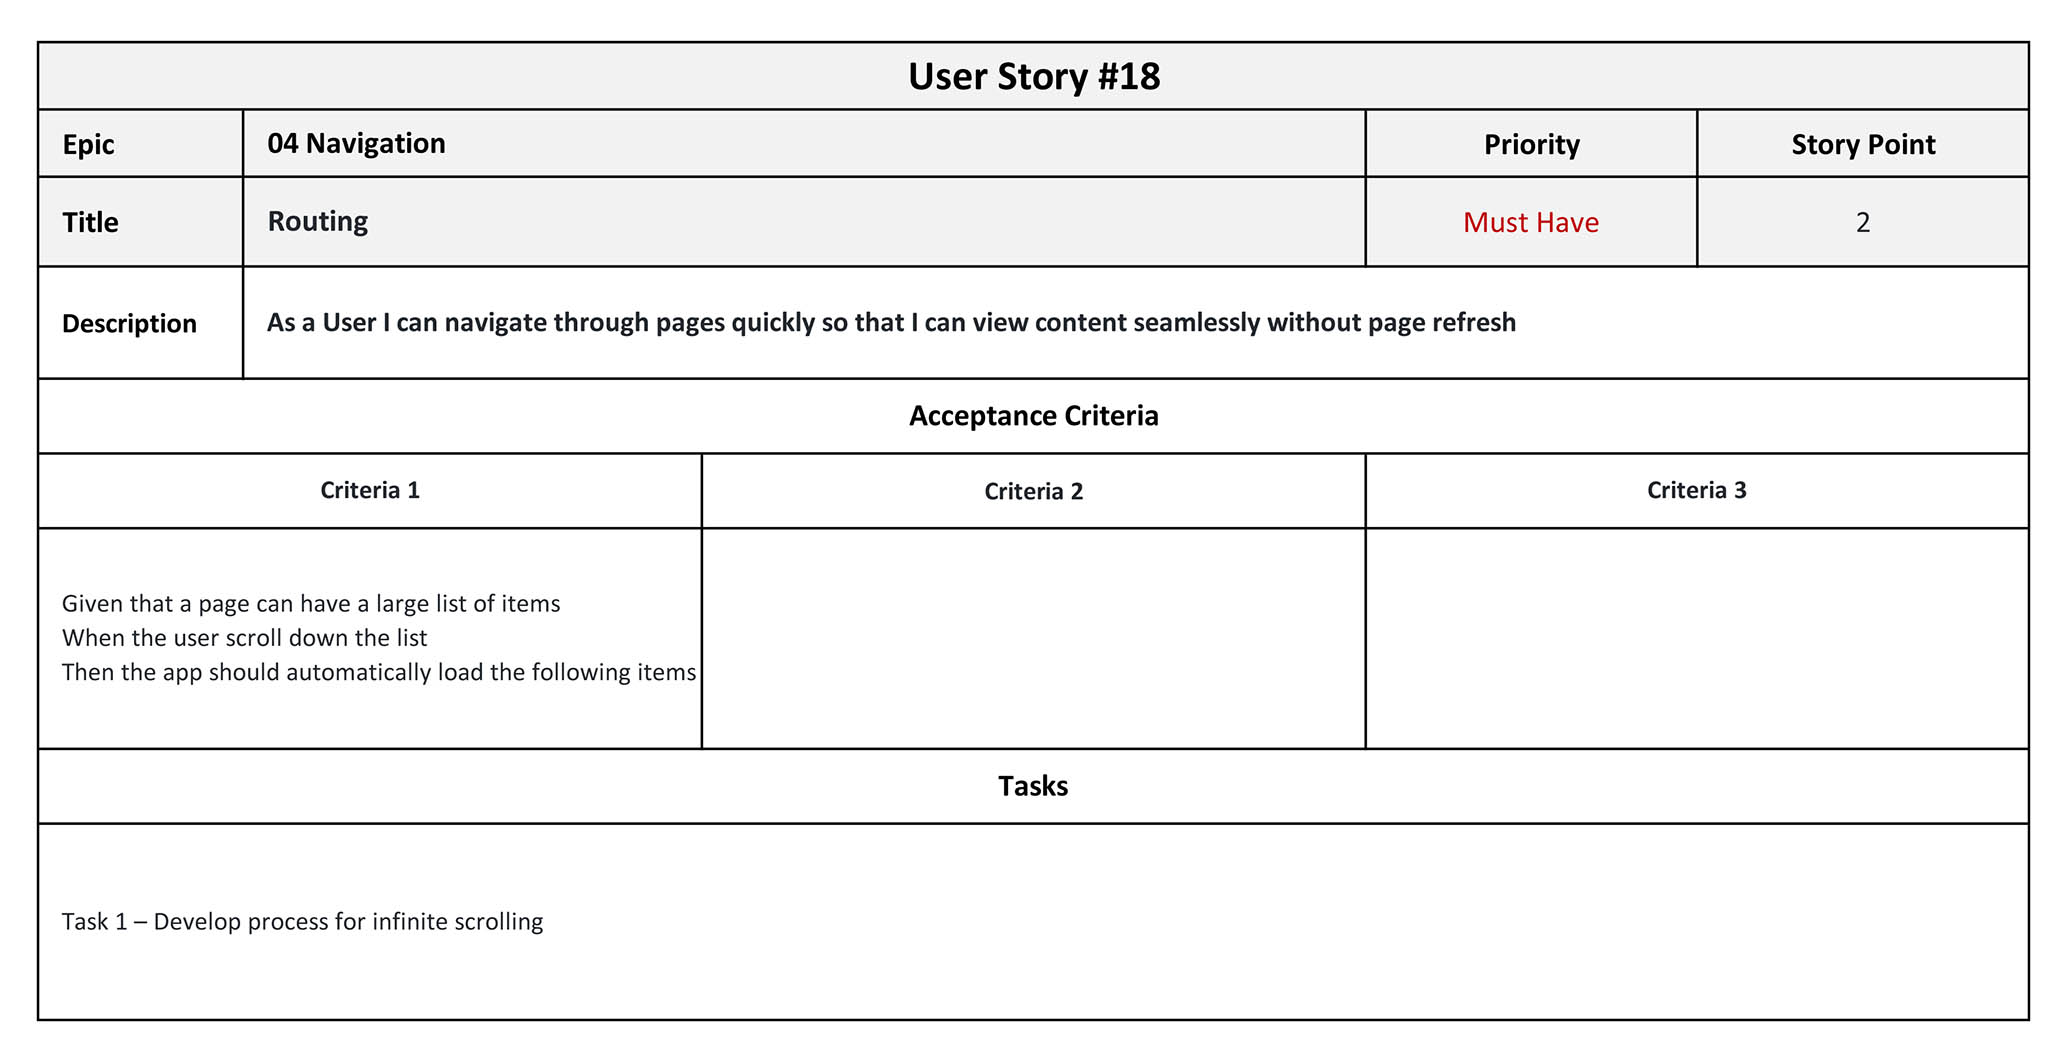 User Story #18
Epic
04 Navigation
Priority
Story Point
Title
Routing
Must Have
2
Description
As a User I can navigate through pages quickly so that I can view content seamlessly without page refresh
Acceptance Criteria
Criteria 1
Criteria 2
Criteria 3
Given that a page can have a large list of items
When the user scroll down the list
Then the app should automatically load the following items
Tasks
Task 1 – Develop process for infinite scrolling